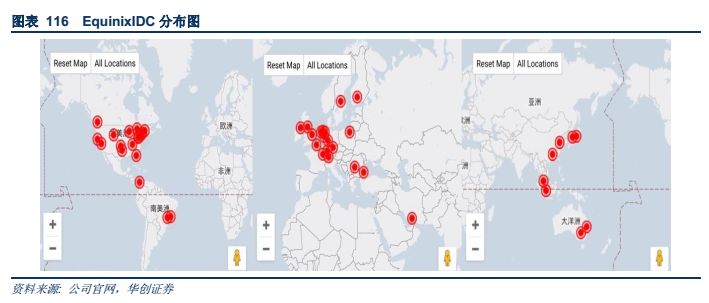 图表 116 EquinixIDC 分布图
Reset Map All Locations
欧洲
非洲
南美洲
Reset Map All Locations
Reset Map All Locations
亚洲
大洋洲
资料来源: 公司官网，华创证券